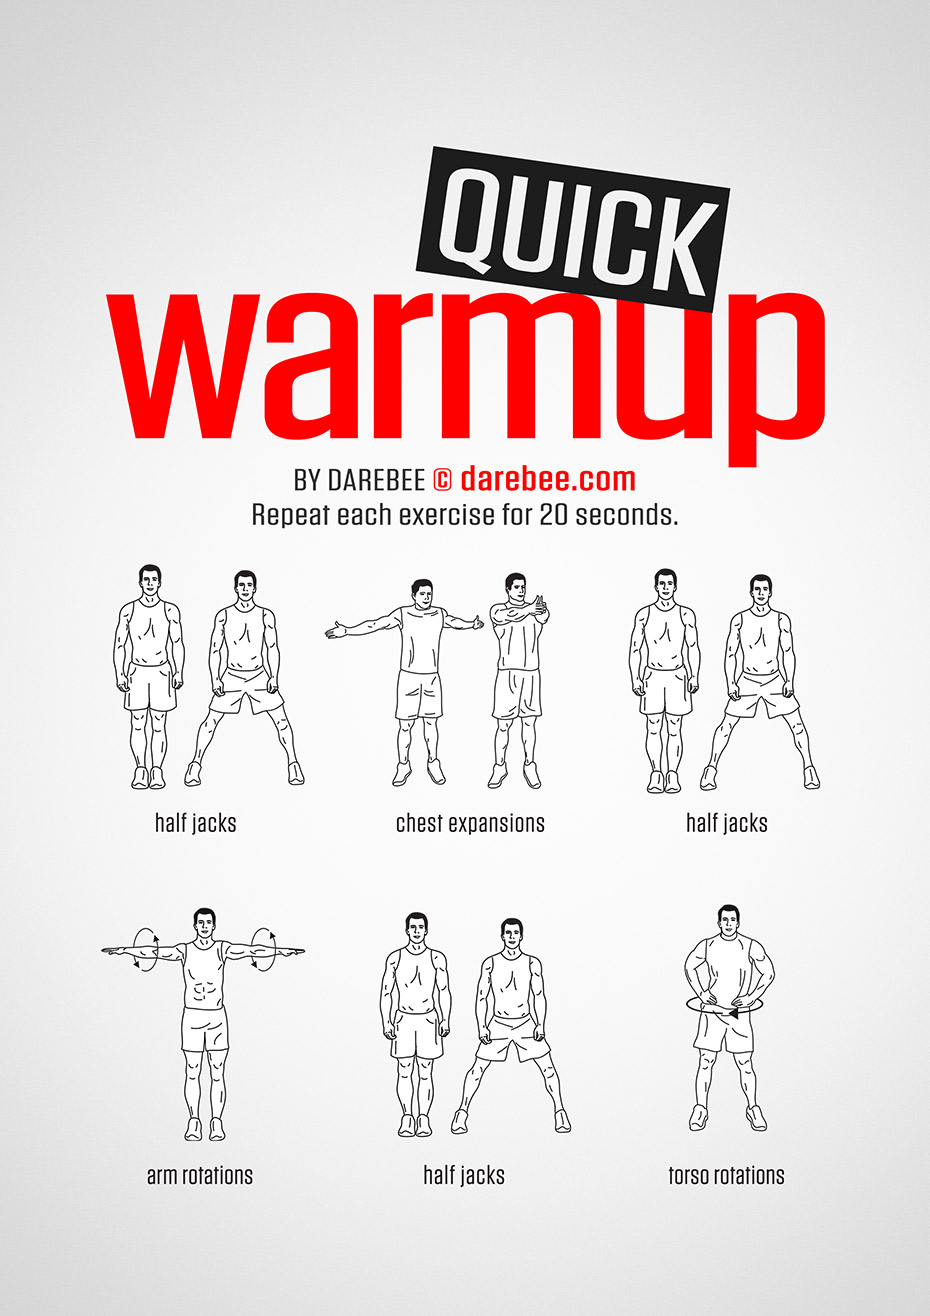 QUICK
warmup
BY DAREBEE © darebee.com
Repeat each exercise for 20 seconds.
half jacks
chest expansions
half jacks
arm rotations
half jacks
torso rotations